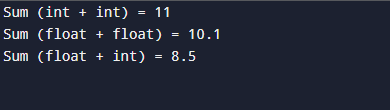 Sum (int + int) = 11
Sum (float + float) = 10.1
Sum (float + int) = 8.5